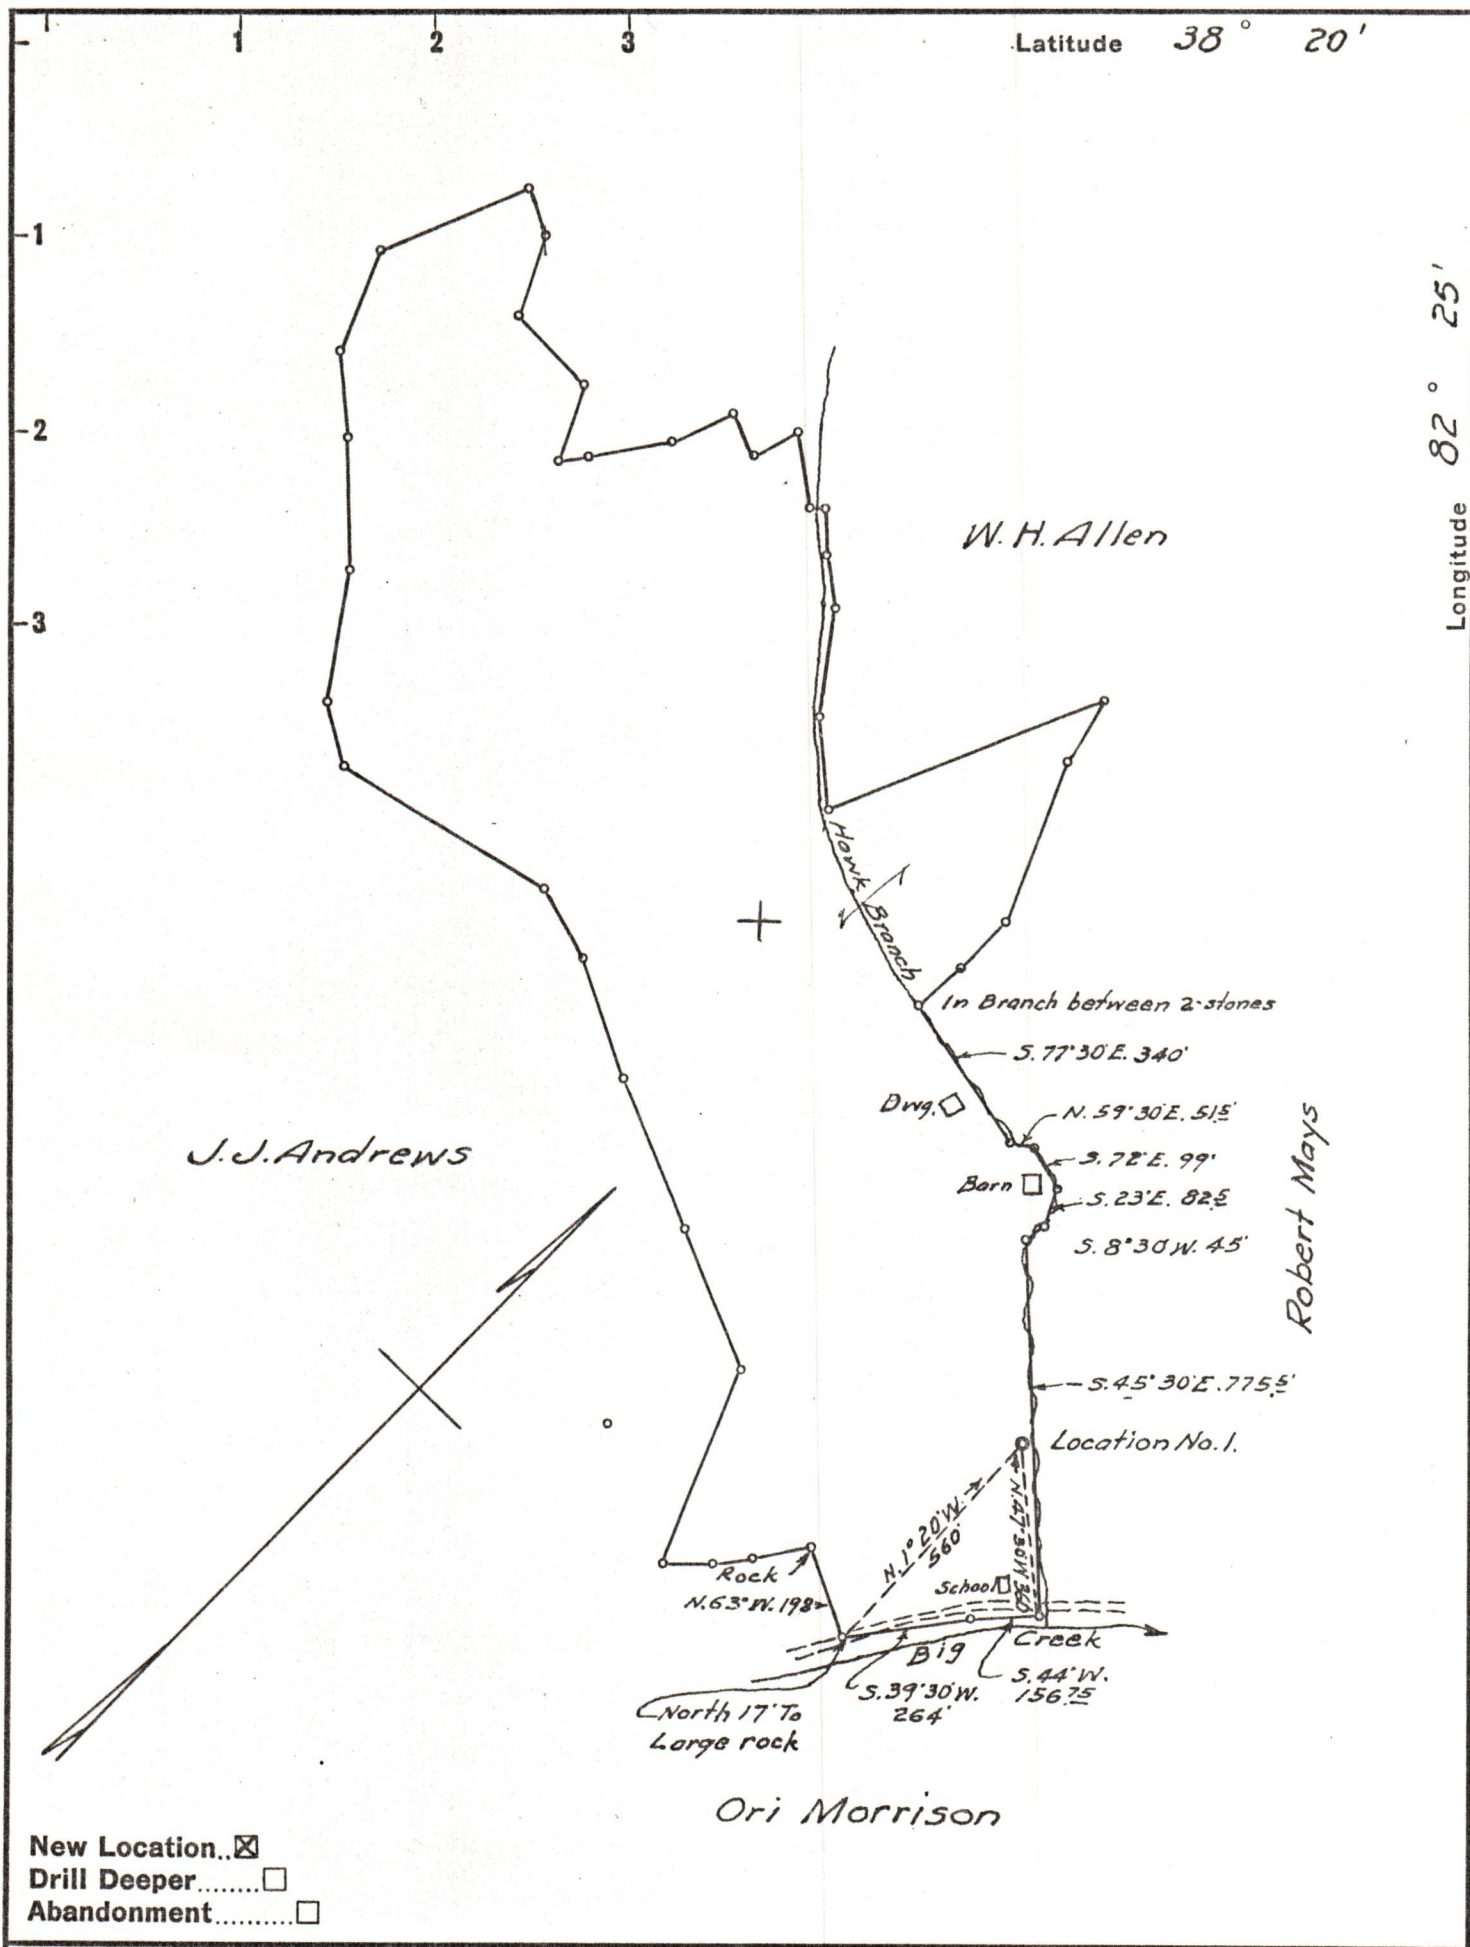 1 2 3 Latitude 38° 20'
1
2
3
Longitude 82° 25'
W.H. Allen
Hawk Branch
In Branch between 2-stones
S.77°30'E. 340'
Dwg.
N.59°30'E. 51.5'
S.72°E. 99'
Barn
S.23°E. 82.5
S.8°30'W. 45'
J.J. Andrews
Robert Mays
S.45°30'E. 775.5'
Location No.1.
N.1°20'W.
560'
N.47°30'W 360
School
Rock
N.63°W. 198
Big Creek
S.44°W.
156.75
S.39°30'W.
264'
North 17' To
Large rock
Ori Morrison
New Location..☒
Drill Deeper........☐
Abandonment..........☐